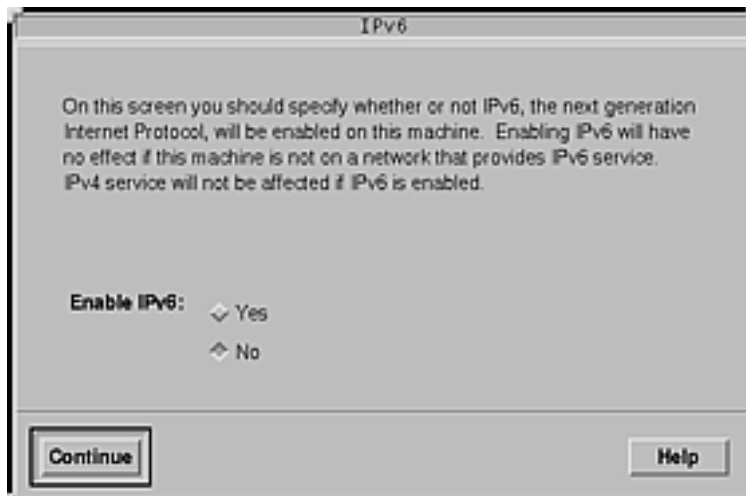 IPv6
On this screen you should specify whether or not IPv6, the next generation
Internet Protocol, will be enabled on this machine. Enabling IPv6 will have
no effect if this machine is not on a network that provides IPv6 service.
IPv4 service will not be affected if IPv6 is enabled.
Enable IPv6:
Yes
No
Continue
Help